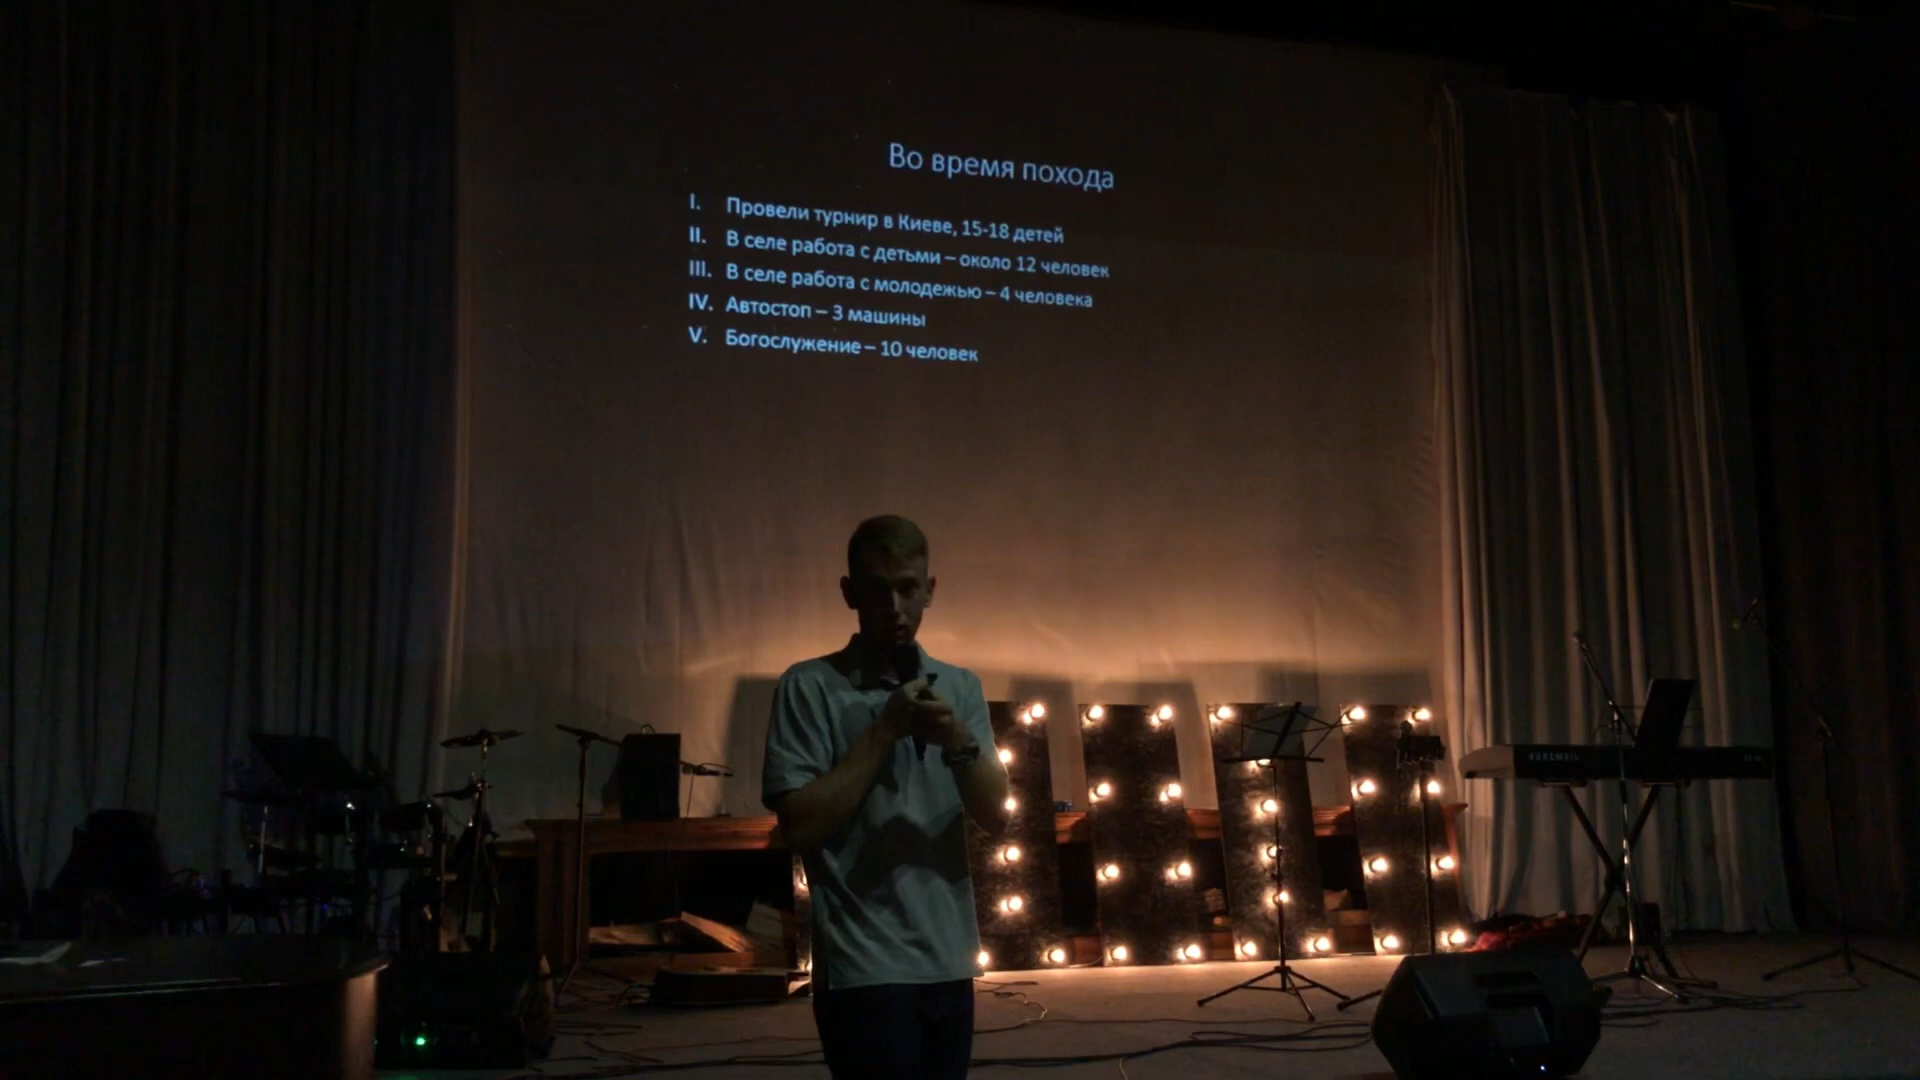 Во время похода
I. Провели турнир в Киеве, 15-18 детей
II. В селе работа с детьми – около 12 человек
III. В селе работа с молодежью – 4 человека
IV. Автостоп – 3 машины
V. Богослужение – 10 человек
KURZWEIL